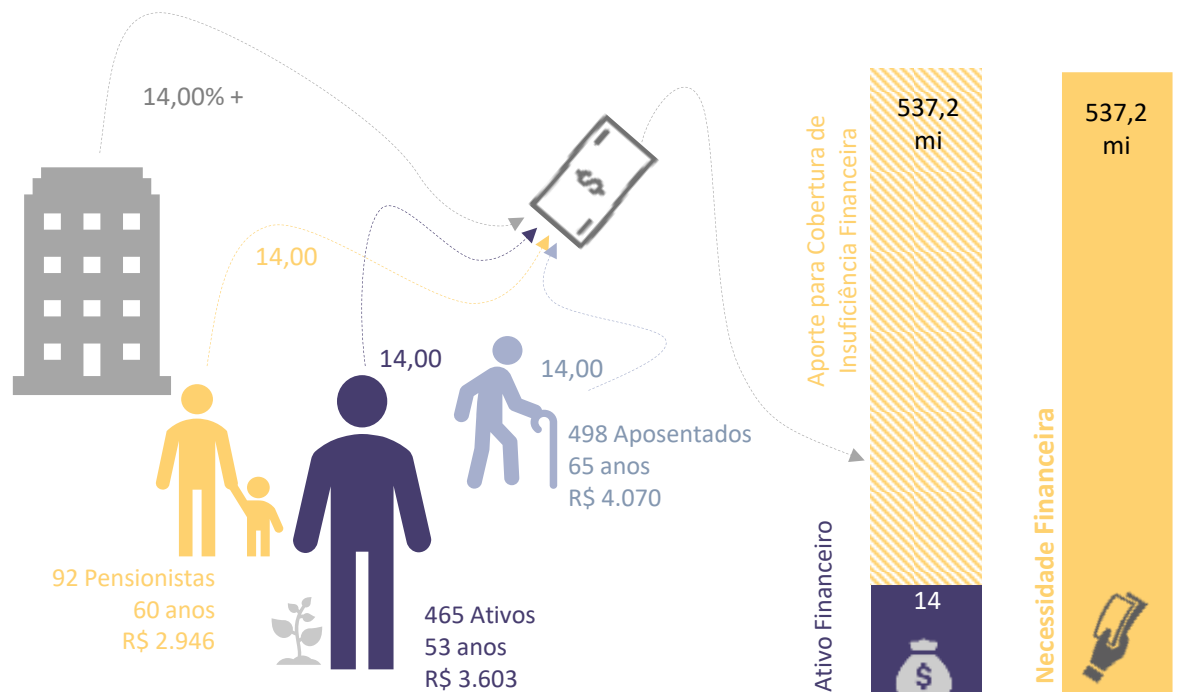 14,00% +
14,00
14,00
14,00
92 Pensionistas
60 anos
R$ 2.946
465 Ativos
53 anos
R$ 3.603
498 Aposentados
65 anos
R$ 4.070
$
Aporte para Cobertura de
Insuficiência Financeira
Ativo Financeiro
537,2
mi
14
$
Necessidade Financeira
537,2
mi